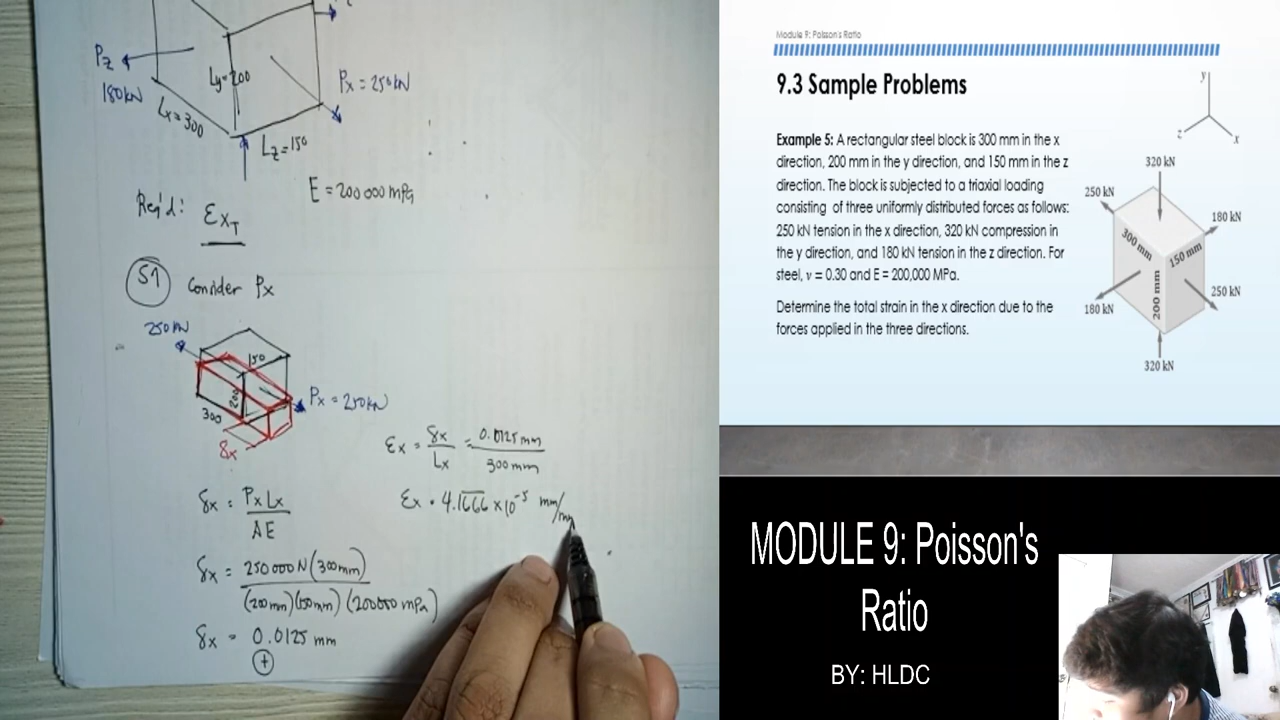 Pz
180kN
Ly=200
Lx=300
Lz=150
Px = 250kN
E = 200 000 mPa
Req'd: εxT
S1 Consider Px
250kN
150
200
300
δx
Px = 250kN
δx = PxLx
AE
δx = 250 000N (300mm)
(200mm)(150mm)(200000 mPa)
δx = 0.0125 mm
(+)
εx = δx = 0.0125 mm
Lx 300 mm
εx = 4.1666 x10⁻⁵ mm/mm
Module 9: Poisson's Ratio
9.3 Sample Problems
Example 5: A rectangular steel block is 300 mm in the x
direction, 200 mm in the y direction, and 150 mm in the z
direction. The block is subjected to a triaxial loading
consisting of three uniformly distributed forces as follows:
250 kN tension in the x direction, 320 kN compression in
the y direction, and 180 kN tension in the z direction. For
steel, v = 0.30 and E = 200,000 MPa.
Determine the total strain in the x direction due to the
forces applied in the three directions.
y
z
x
320 kN
250 kN
180 kN
300 mm
150 mm
200 mm
250 kN
180 kN
320 kN
MODULE 9: Poisson's
Ratio
BY: HLDC